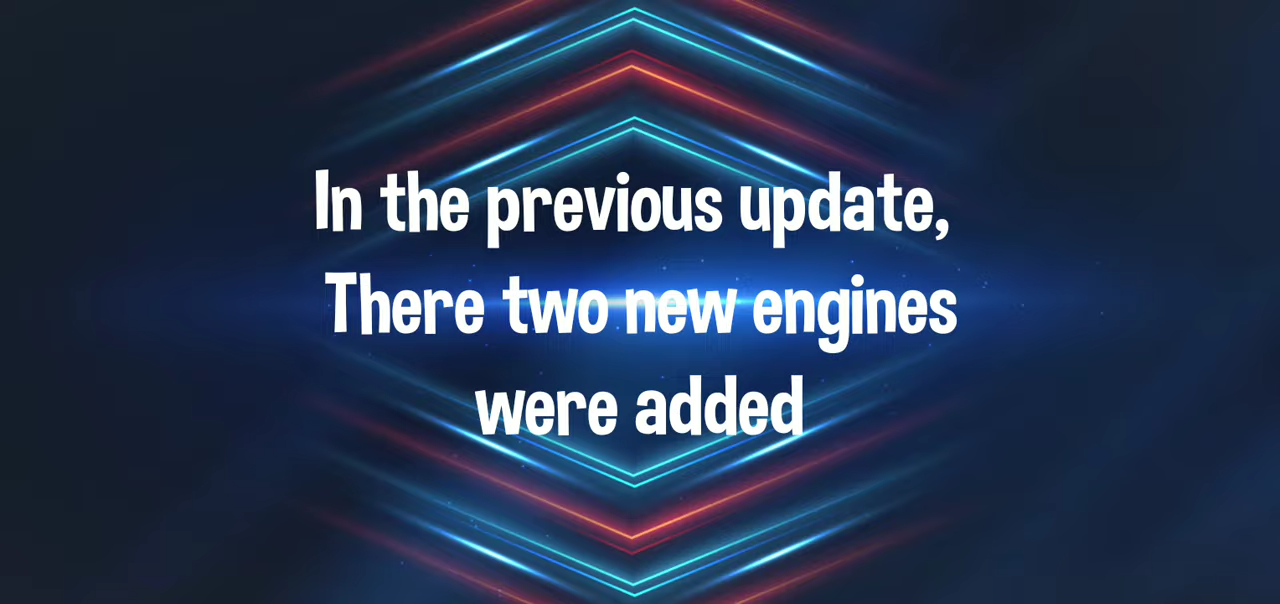 In the previous update,
There two new engines
were added